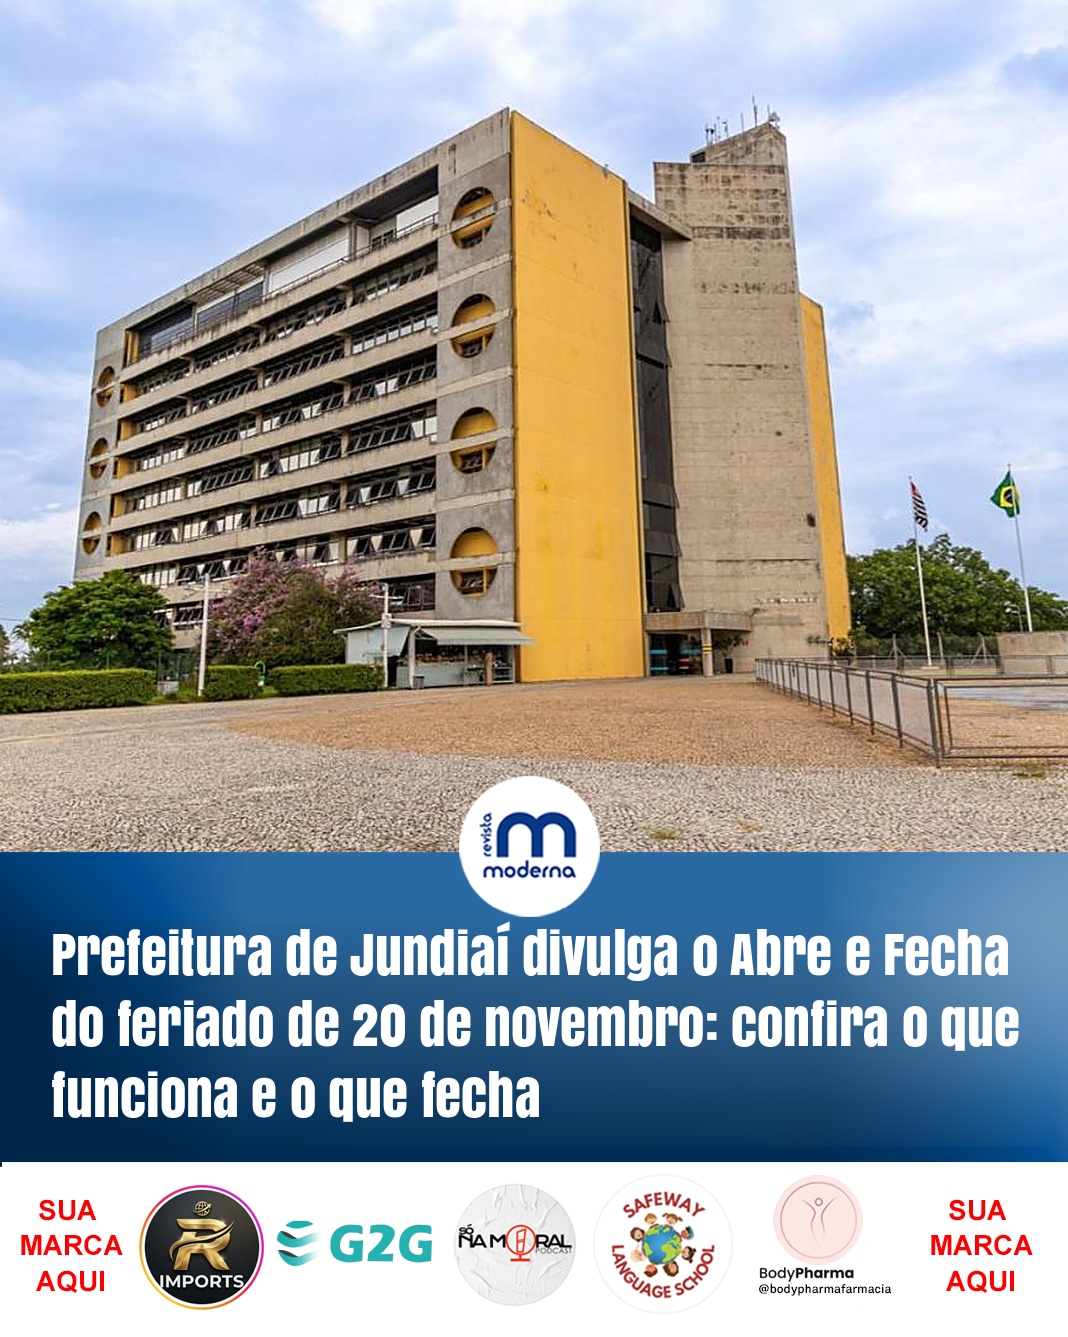 revista
moderna
Prefeitura de Jundiaí divulga o Abre e Fecha
do feriado de 20 de novembro: confira o que
funciona e o que fecha
SUA
MARCA
AQUI
R
IMPORTS
G2G
SÓ
NA MORAL
PODCAST
SAFEWAY
LANGUAGE SCHOOL
BodyPharma
@bodypharmafarmacia
SUA
MARCA
AQUI